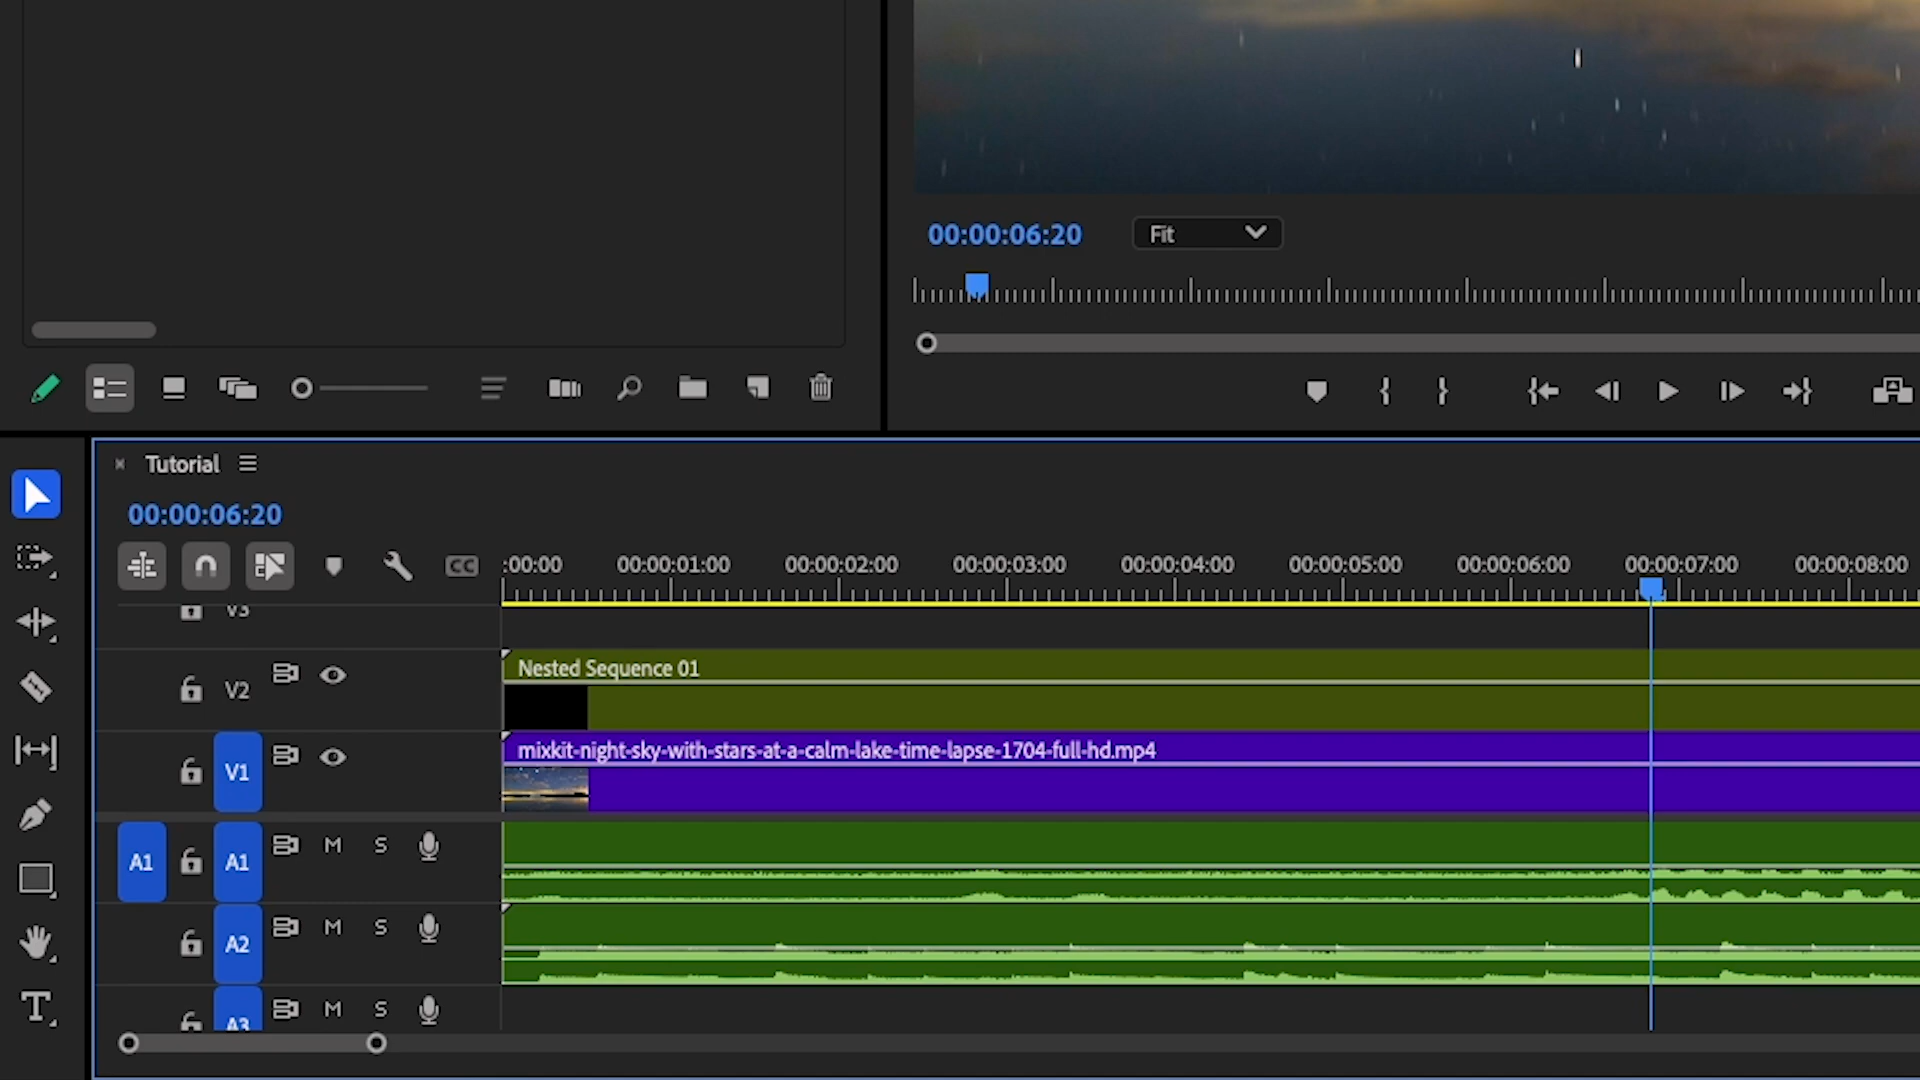 00:00:06:20
Fit
Tutorial
00:00:06:20
CC
:00:00
00:00:01:00
00:00:02:00
00:00:03:00
00:00:04:00
00:00:05:00
00:00:06:00
00:00:07:00
00:00:08:00
V3
V2
Nested Sequence 01
V1
mixkit-night-sky-with-stars-at-a-calm-lake-time-lapse-1704-full-hd.mp4
A1
A1
M
S
A2
M
S
A3
M
S